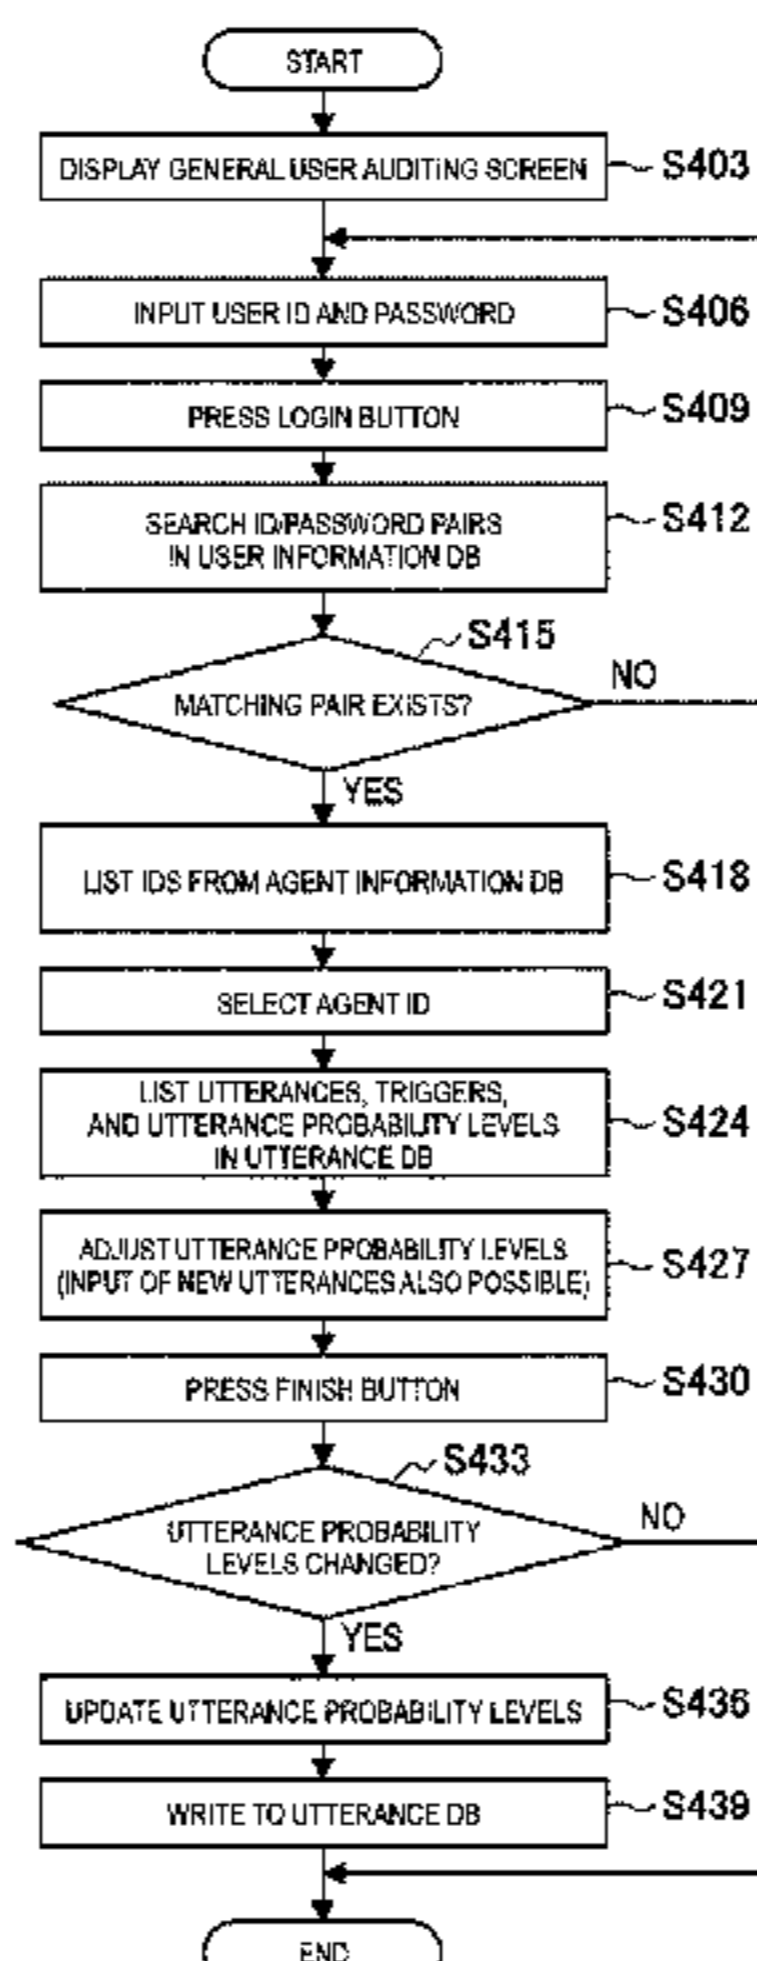 START
DISPLAY GENERAL USER AUDITING SCREEN
S403
INPUT USER ID AND PASSWORD
S406
PRESS LOGIN BUTTON
S409
SEARCH ID/PASSWORD PAIRS
IN USER INFORMATION DB
S412
S415
MATCHING PAIR EXISTS?
NO
YES
LIST IDS FROM AGENT INFORMATION DB
S418
SELECT AGENT ID
S421
LIST UTTERANCES, TRIGGERS,
AND UTTERANCE PROBABILITY LEVELS
IN UTTERANCE DB
S424
ADJUST UTTERANCE PROBABILITY LEVELS
(INPUT OF NEW UTTERANCES ALSO POSSIBLE)
S427
PRESS FINISH BUTTON
S430
S433
UTTERANCE PROBABILITY
LEVELS CHANGED?
NO
YES
UPDATE UTTERANCE PROBABILITY LEVELS
S436
WRITE TO UTTERANCE DB
S439
END